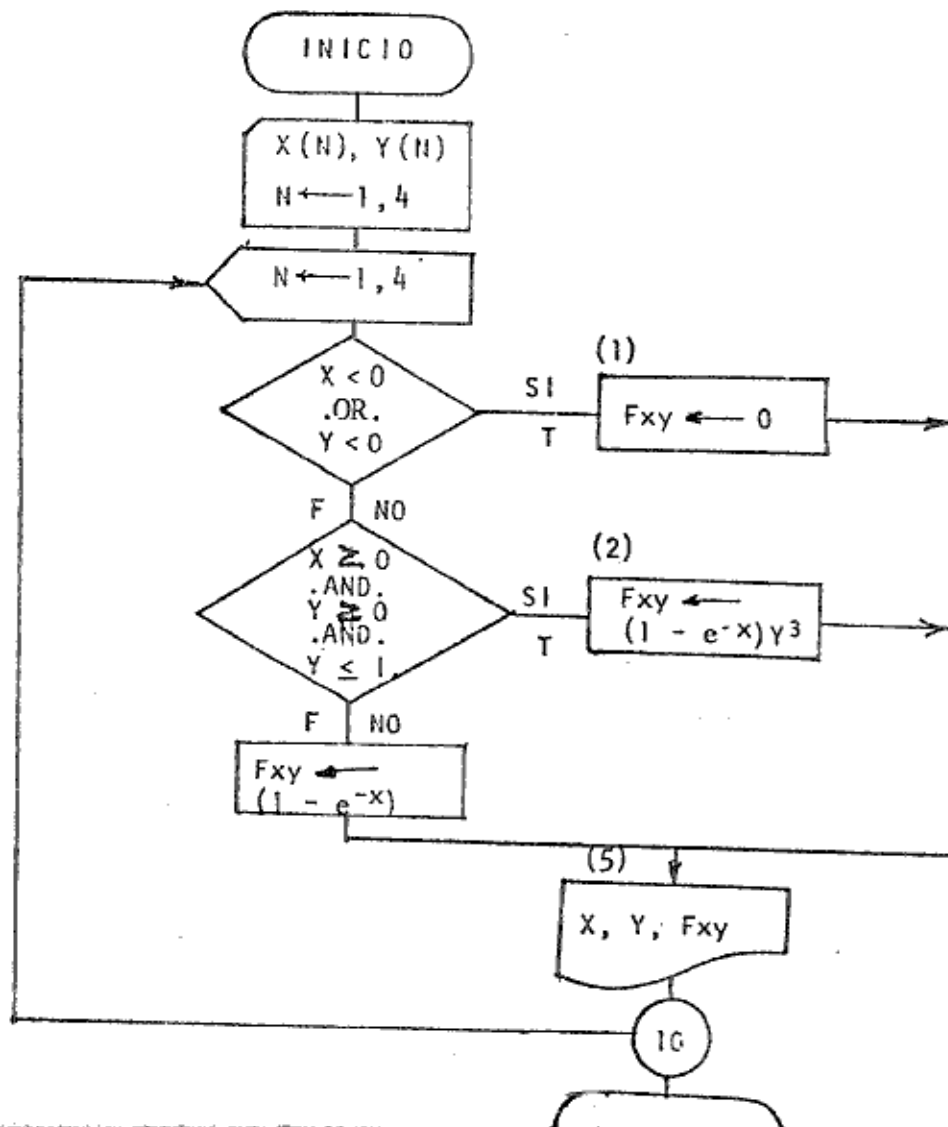 INICIO
X(N), Y(N)
N ← 1,4
N ← 1,4
X < 0
.OR.
Y < 0
SI
T
(1)
Fxy ← 0
F NO
X ≥ 0
.AND.
Y ≥ 0
.AND.
Y ≤ 1.
SI
T
(2)
Fxy ←
(1 - e⁻ˣ)Y³
F NO
Fxy ←
(1 - e⁻ˣ)
(5)
X, Y, Fxy
10